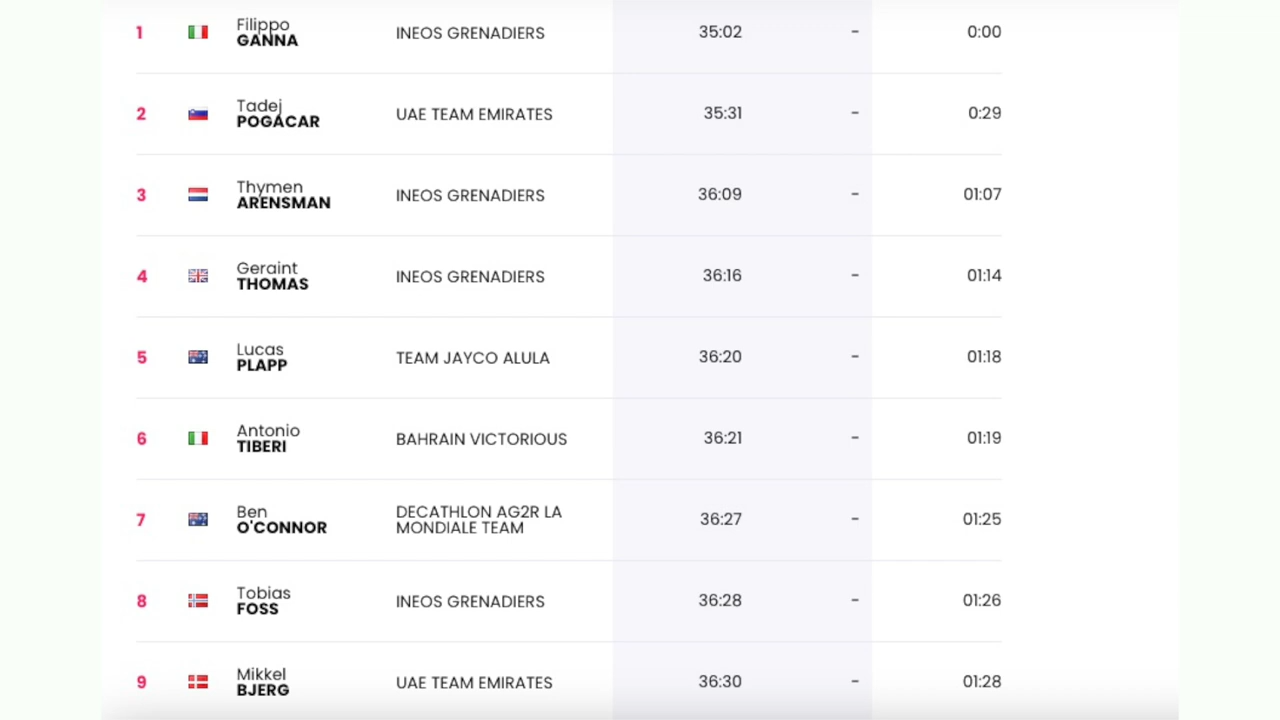 1 Filippo GANNA INEOS GRENADIERS 35:02 - 0:00
2 Tadej POGAČAR UAE TEAM EMIRATES 35:31 - 0:29
3 Thymen ARENSMAN INEOS GRENADIERS 36:09 - 01:07
4 Geraint THOMAS INEOS GRENADIERS 36:16 - 01:14
5 Lucas PLAPP TEAM JAYCO ALULA 36:20 - 01:18
6 Antonio TIBERI BAHRAIN VICTORIOUS 36:21 - 01:19
7 Ben O'CONNOR DECATHLON AG2R LA MONDIALE TEAM 36:27 - 01:25
8 Tobias FOSS INEOS GRENADIERS 36:28 - 01:26
9 Mikkel BJERG UAE TEAM EMIRATES 36:30 - 01:28